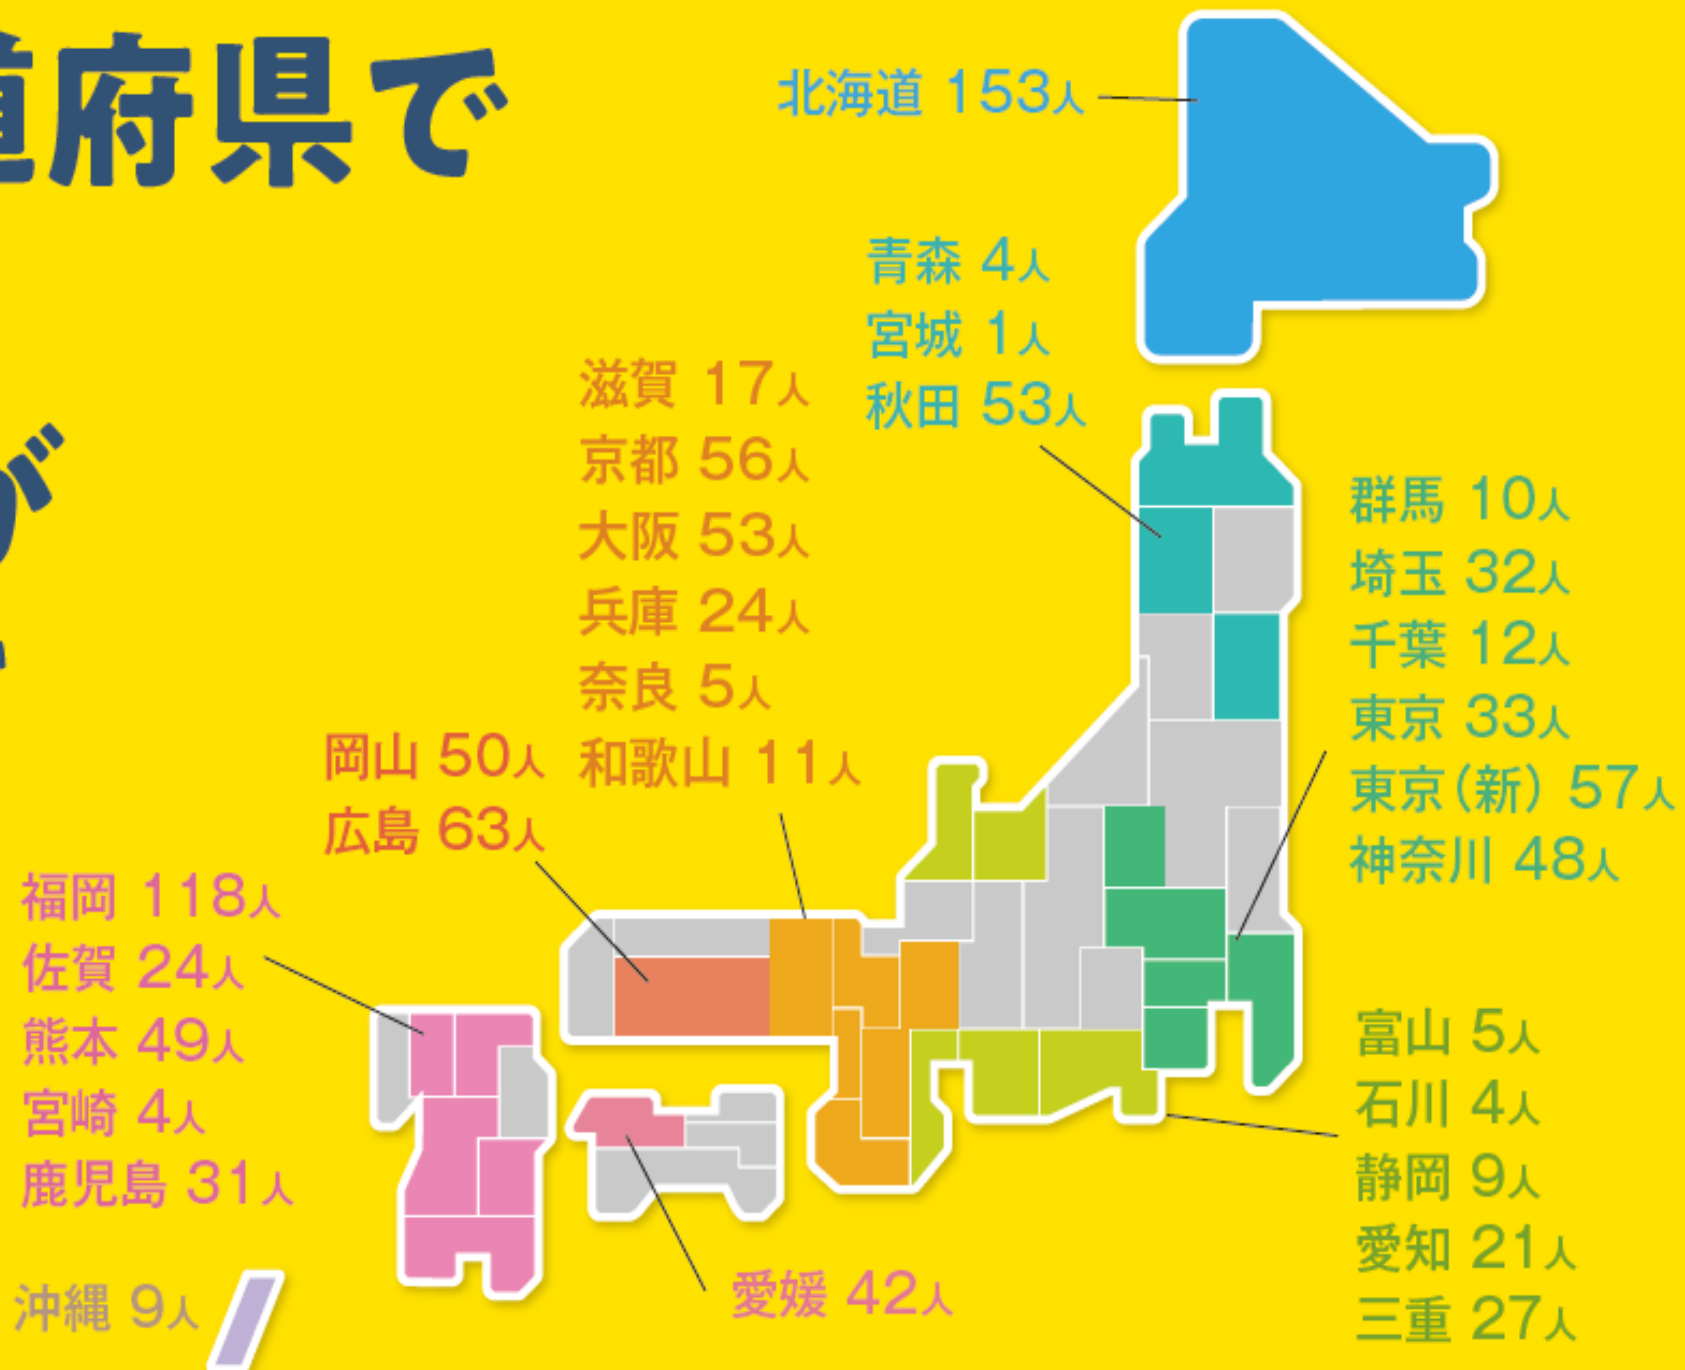 道府県で
が
北海道 153人
青森 4人
宮城 1人
秋田 53人
滋賀 17人
京都 56人
大阪 53人
兵庫 24人
奈良 5人
和歌山 11人
群馬 10人
埼玉 32人
千葉 12人
東京 33人
東京(新) 57人
神奈川 48人
岡山 50人
広島 63人
福岡 118人
佐賀 24人
熊本 49人
宮崎 4人
鹿児島 31人
富山 5人
石川 4人
静岡 9人
愛知 21人
三重 27人
愛媛 42人
沖縄 9人